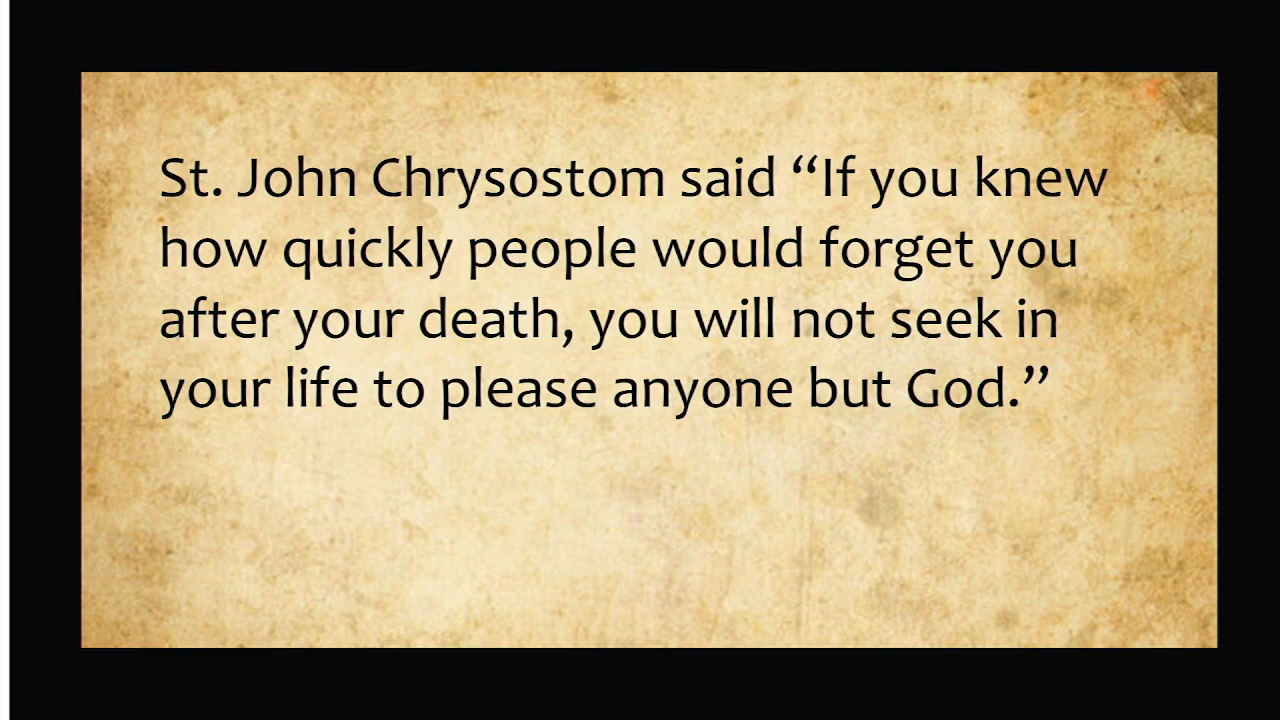 St. John Chrysostom said “If you knew
how quickly people would forget you
after your death, you will not seek in
your life to please anyone but God.”